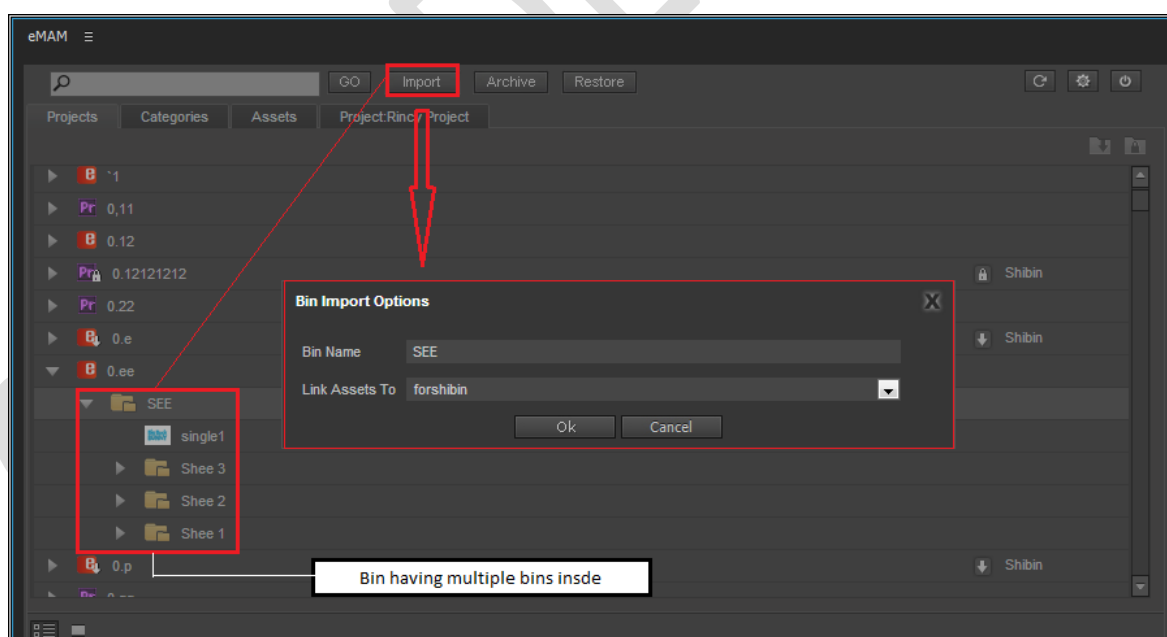 eMAM
GO Import Archive Restore
Projects Categories Assets Project:Rincy Project
`1
Pr 0,11
0.12
Pr 0.12121212 Shibin
Pr 0.22
0.e Shibin
0.ee
SEE
single1
Shee 3
Shee 2
Shee 1
0.p Shibin
Pr
Bin Import Options
Bin Name SEE
Link Assets To forshibin
Ok Cancel
Bin having multiple bins insde